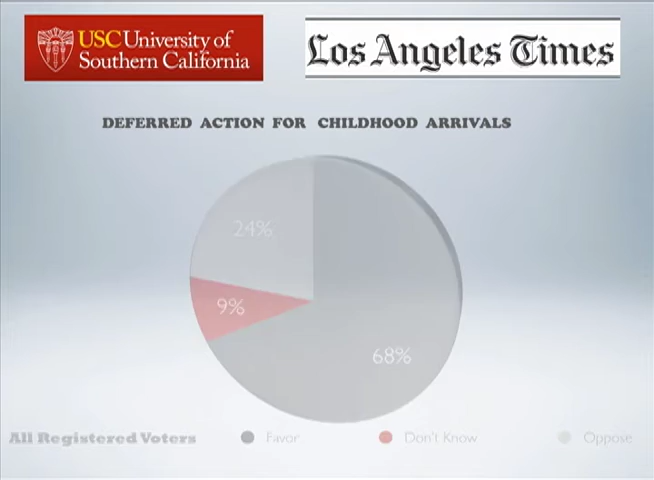 USC University of
Southern California
Los Angeles Times
DEFERRED ACTION FOR CHILDHOOD ARRIVALS
24%
9%
68%
All Registered Voters
Favor
Don't Know
Oppose